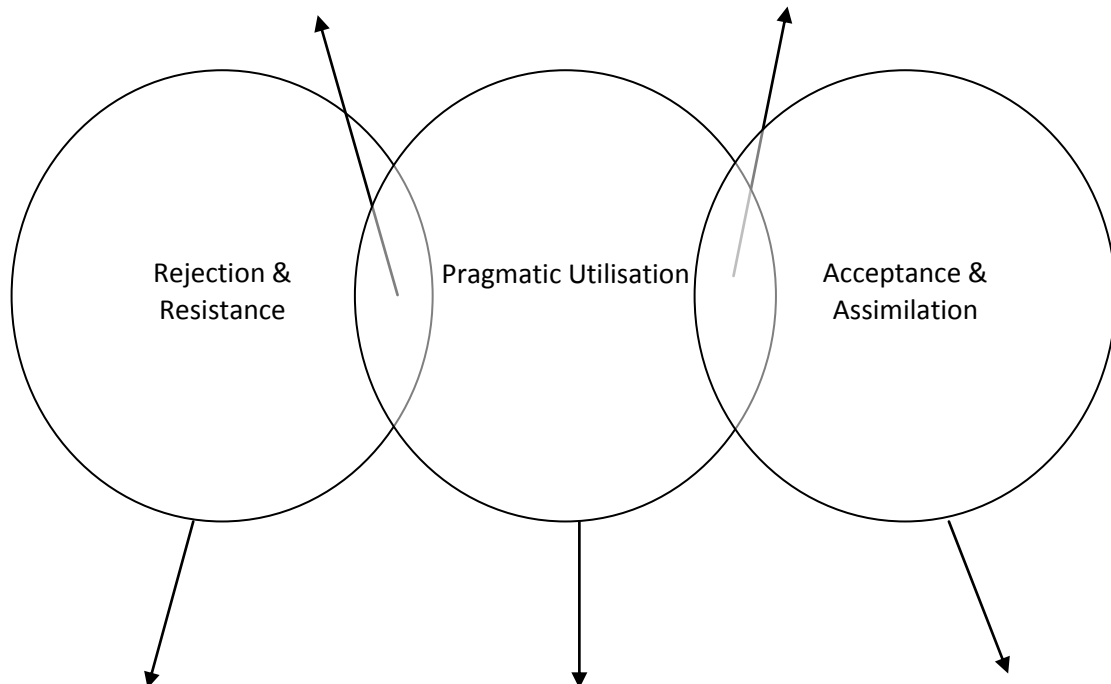 Rejection &
Resistance
Pragmatic Utilisation
Acceptance &
Assimilation